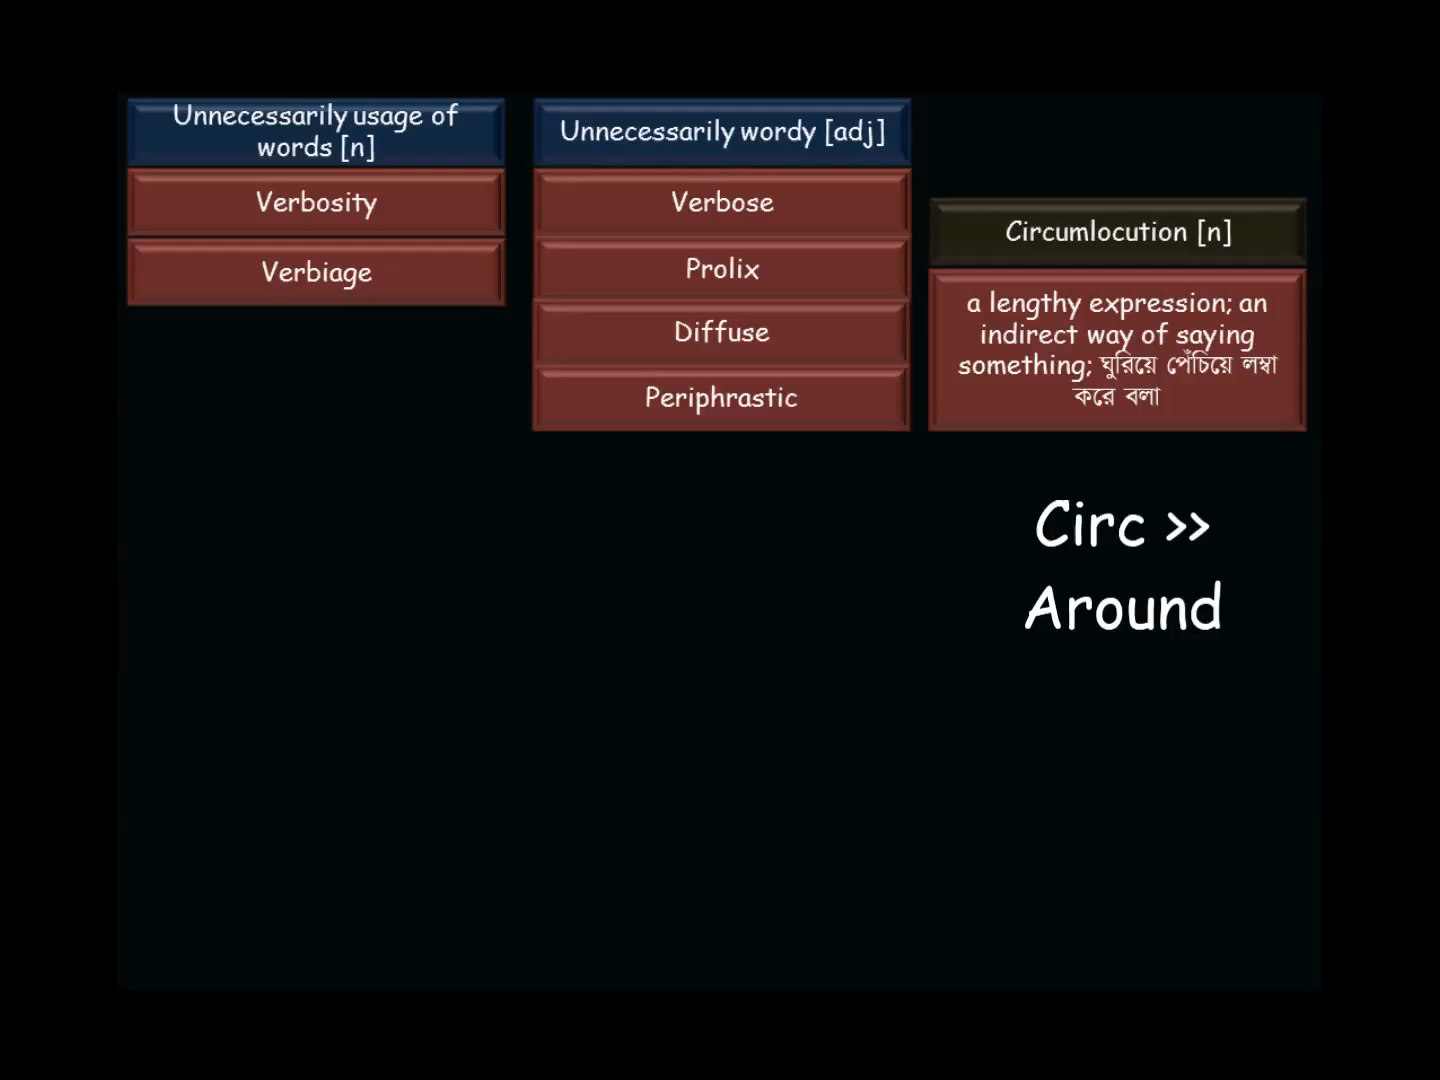 Unnecessarily usage of
words [n]
Verbosity
Verbiage
Unnecessarily wordy [adj]
Verbose
Prolix
Diffuse
Periphrastic
Circumlocution [n]
a lengthy expression; an
indirect way of saying
something; ঘুরিয়ে পেঁচিয়ে লম্বা
করে বলা
Circ >>
Around